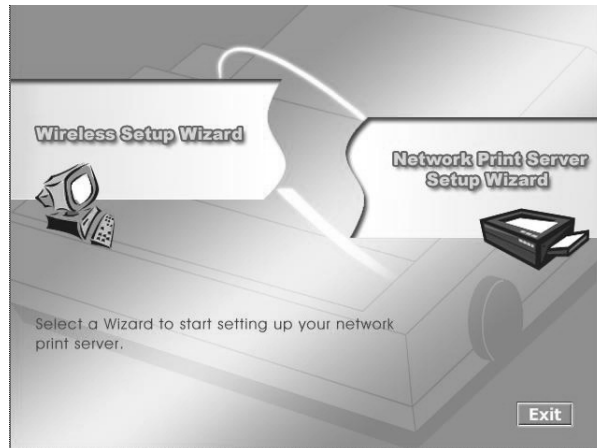 Wireless Setup Wizard
Network Print Server
Setup Wizard
Select a Wizard to start setting up your network
print server.
Exit